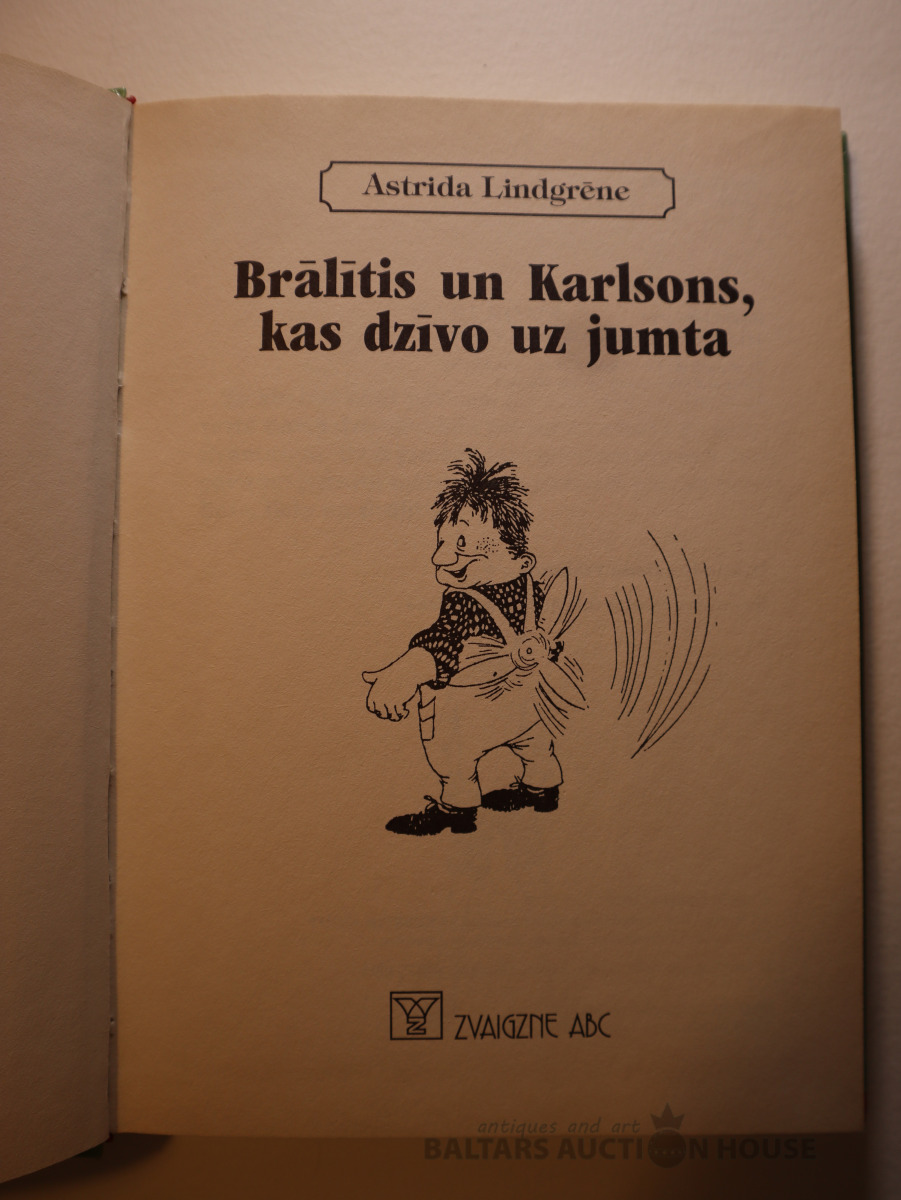 Astrida Lindgrēne
Brālītis un Karlsons,
kas dzīvo uz jumta
ZVAIGZNE ABC
antiques and art
BALTARS AUCTION HOUSE